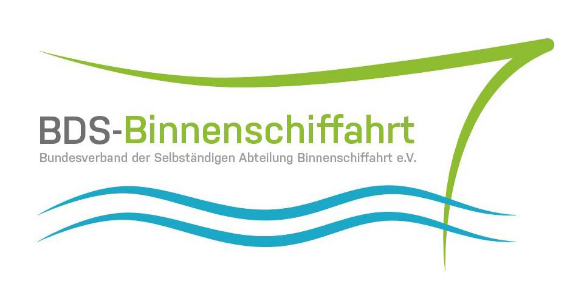 BDS-Binnenschiffahrt
Bundesverband der Selbständigen Abteilung Binnenschiffahrt e.V.